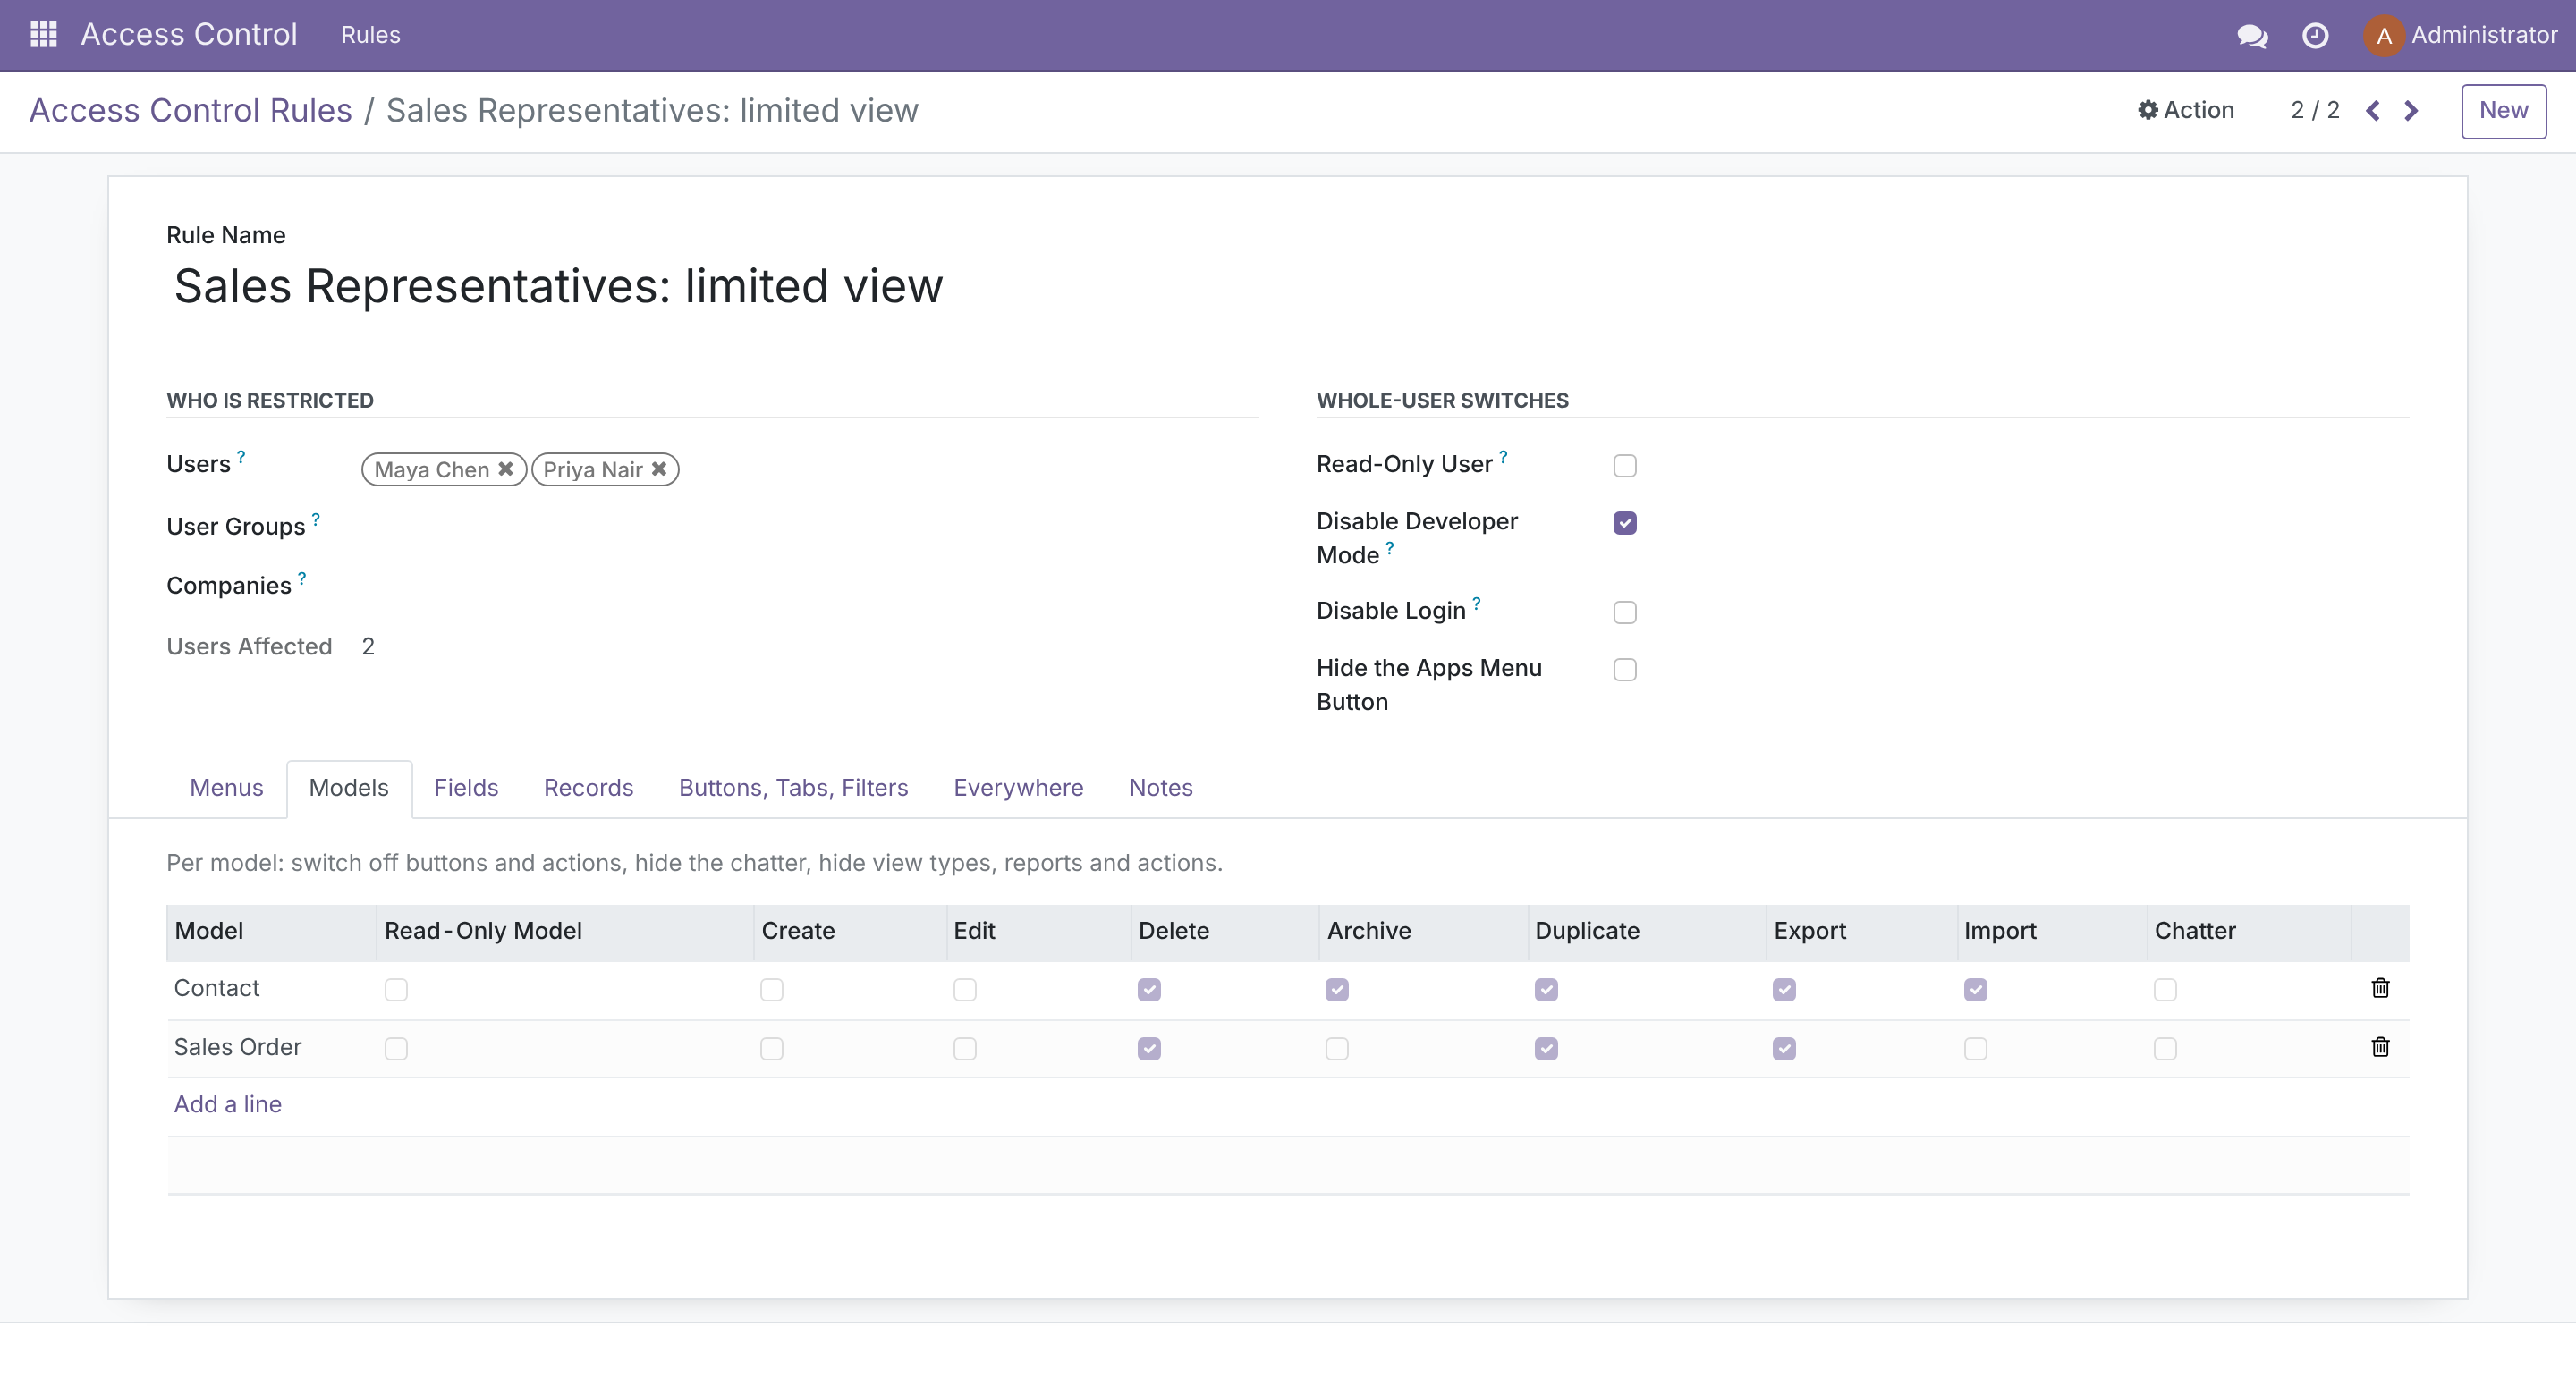 Access Control Rules A Administrator
Access Control Rules / Sales Representatives: limited view Action 2 / 2 New
Rule Name
Sales Representatives: limited view
WHO IS RESTRICTED
Users ? Maya Chen Priya Nair
User Groups ?
Companies ?
Users Affected 2
WHOLE-USER SWITCHES
Read-Only User ?
Disable Developer
Mode ?
Disable Login ?
Hide the Apps Menu
Button
Menus Models Fields Records Buttons, Tabs, Filters Everywhere Notes
Per model: switch off buttons and actions, hide the chatter, hide view types, reports and actions.
Model Read-Only Model Create Edit Delete Archive Duplicate Export Import Chatter
Contact
Sales Order
Add a line